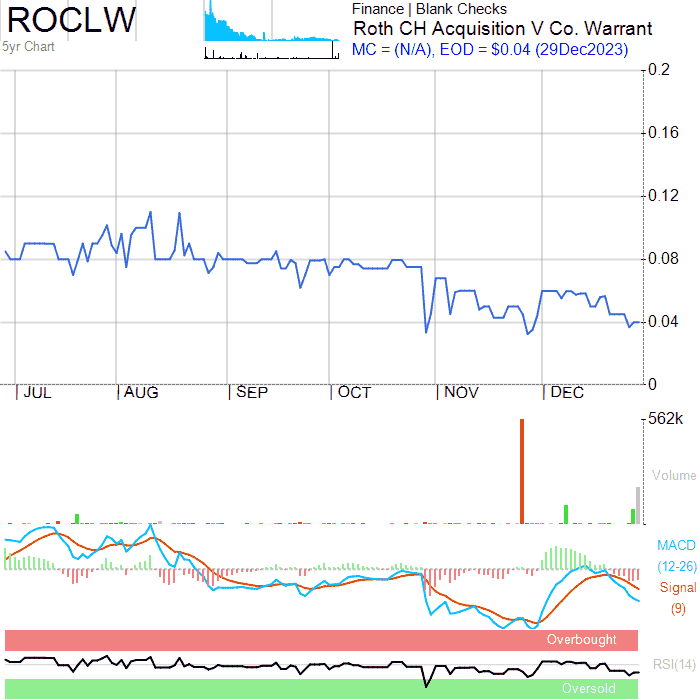 ROCLW
5yr Chart
Finance | Blank Checks
Roth CH Acquisition V Co. Warrant
MC = (N/A), EOD = $0.04 (29Dec2023)
0.2
0.16
0.12
0.08
0.04
0
JUL AUG SEP OCT NOV DEC
562k
Volume
MACD
(12-26)
Signal
(9)
Overbought
RSI(14)
Oversold